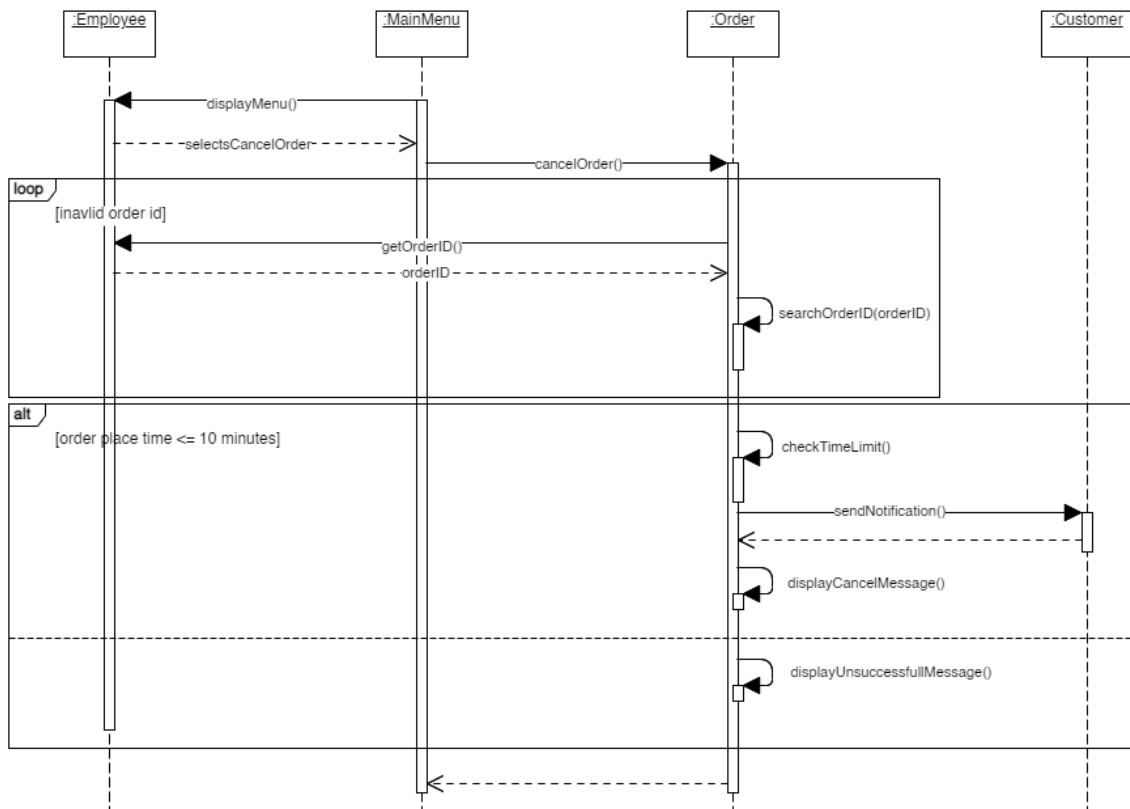 :Employee
:MainMenu
:Order
:Customer
displayMenu()
selectsCancelOrder
cancelOrder()
loop
[inavlid order id]
getOrderID()
orderID
searchOrderID(orderID)
alt
[order place time <= 10 minutes]
checkTimeLimit()
sendNotification()
displayCancelMessage()
displayUnsuccessfullMessage()